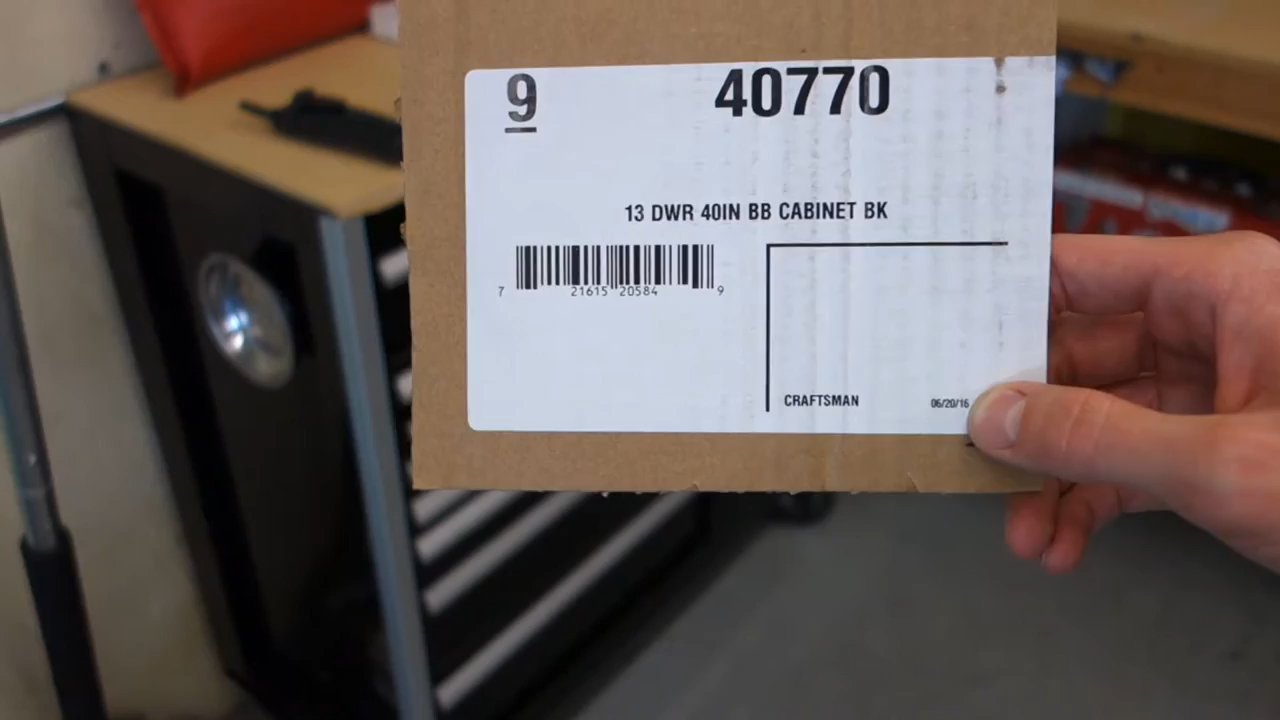 9 40770
13 DWR 40IN BB CABINET BK
7 21615 20584 9
CRAFTSMAN 06/20/16